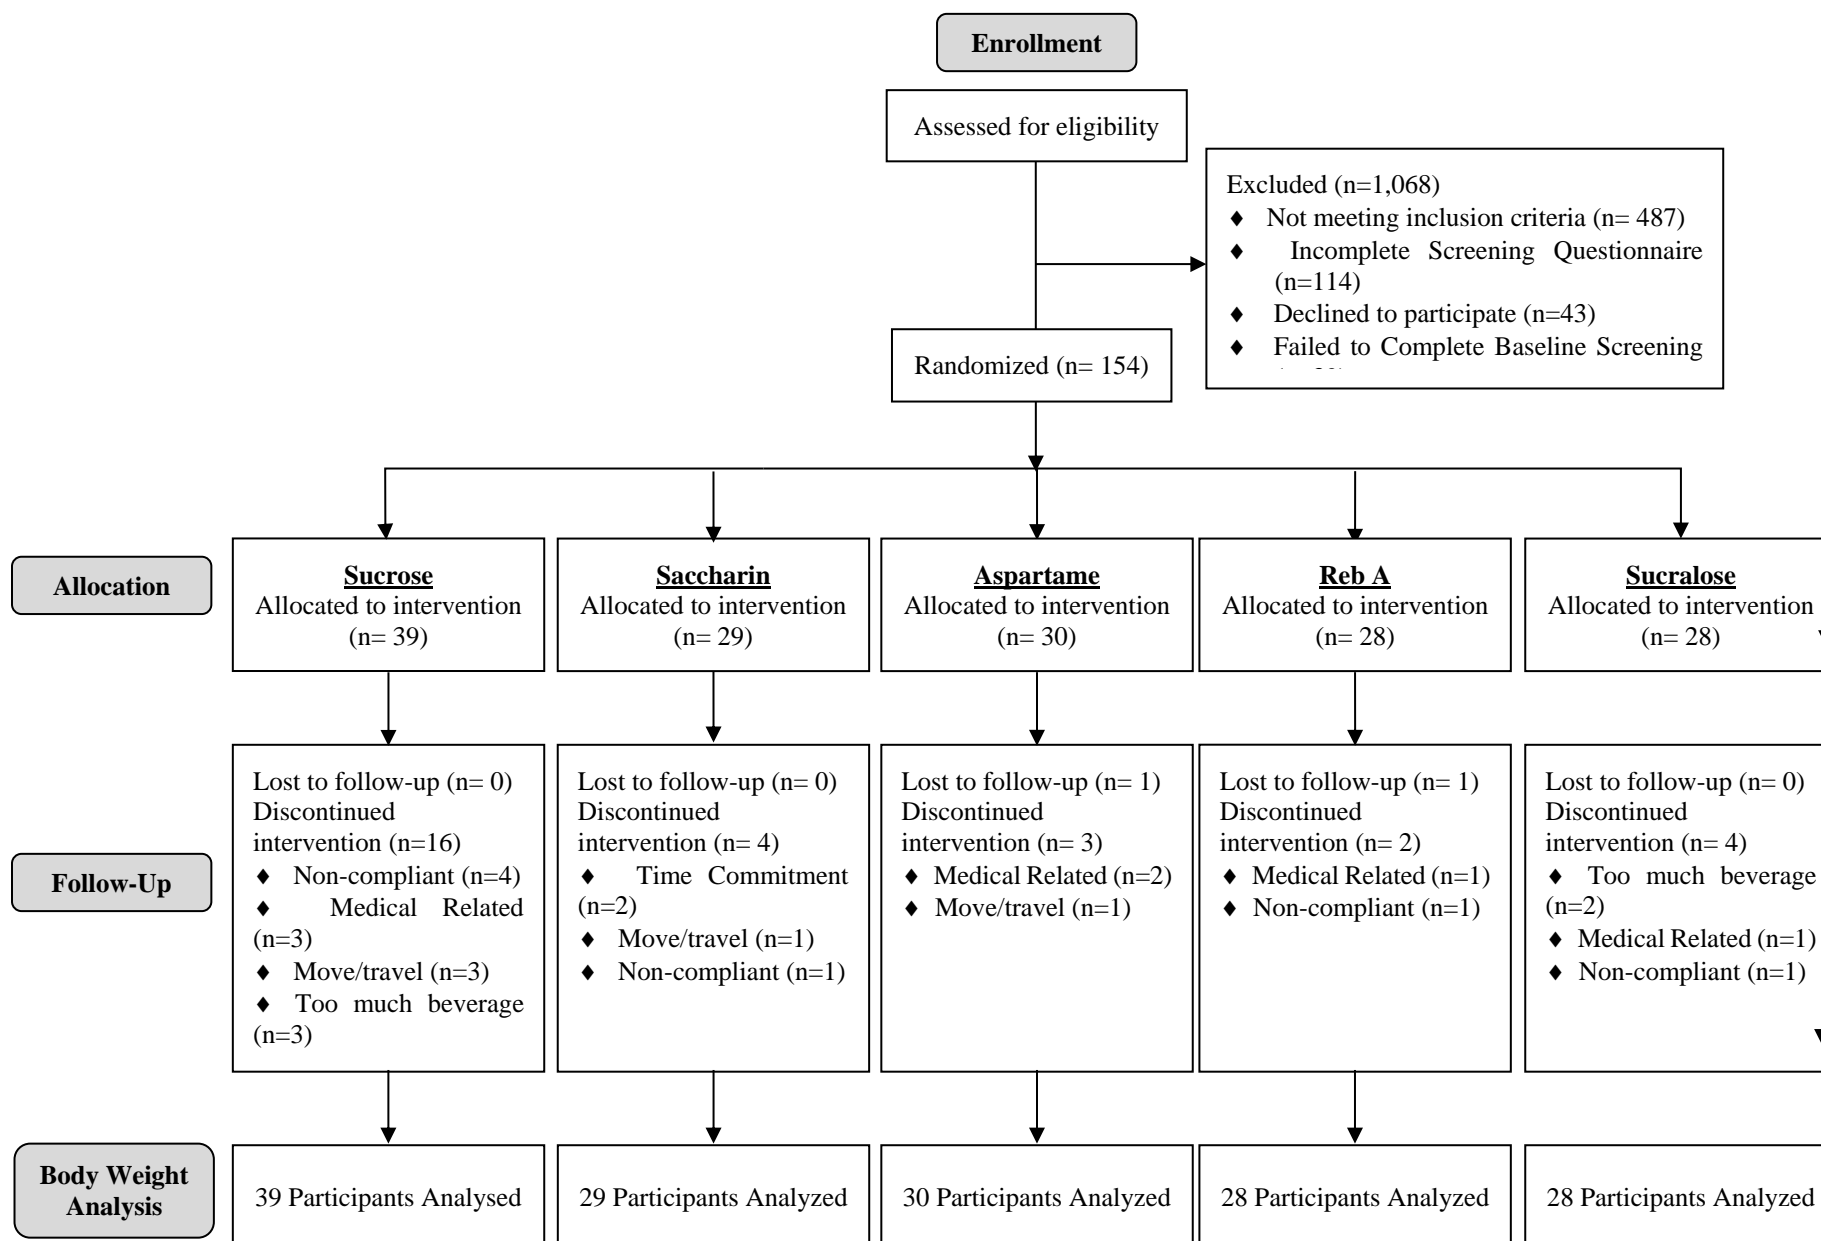 Enrollment
Assessed for eligibility
Excluded (n=1,068)
♦ Not meeting inclusion criteria (n= 487)
♦ Incomplete Screening Questionnaire
(n=114)
♦ Declined to participate (n=43)
♦ Failed to Complete Baseline Screening
Randomized (n= 154)
Allocation
Sucrose
Allocated to intervention
(n= 39)
Saccharin
Allocated to intervention
(n= 29)
Aspartame
Allocated to intervention
(n= 30)
Reb A
Allocated to intervention
(n= 28)
Sucralose
Allocated to intervention
(n= 28)
Follow-Up
Lost to follow-up (n= 0)
Discontinued
intervention (n=16)
♦ Non-compliant (n=4)
♦ Medical Related
(n=3)
♦ Move/travel (n=3)
♦ Too much beverage
(n=3)
Lost to follow-up (n= 0)
Discontinued
intervention (n= 4)
♦ Time Commitment
(n=2)
♦ Move/travel (n=1)
♦ Non-compliant (n=1)
Lost to follow-up (n= 1)
Discontinued
intervention (n= 3)
♦ Medical Related (n=2)
♦ Move/travel (n=1)
Lost to follow-up (n= 1)
Discontinued
intervention (n= 2)
♦ Medical Related (n=1)
♦ Non-compliant (n=1)
Lost to follow-up (n= 0)
Discontinued
intervention (n= 4)
♦ Too much beverage
(n=2)
♦ Medical Related (n=1)
♦ Non-compliant (n=1)
Body Weight
Analysis
39 Participants Analysed
29 Participants Analyzed
30 Participants Analyzed
28 Participants Analyzed
28 Participants Analyzed